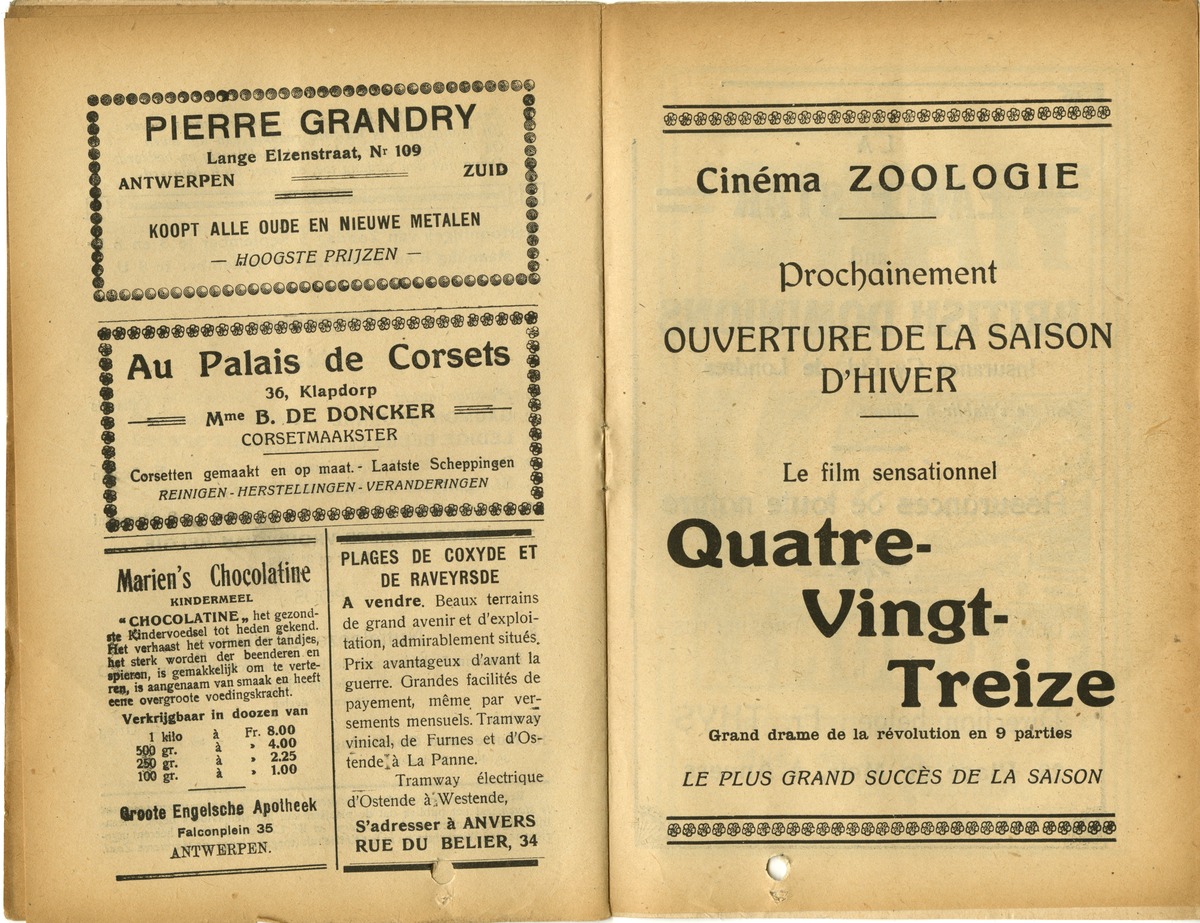 PIERRE GRANDRY
Lange Elzenstraat, Nr 109
ANTWERPEN ZUID
KOOPT ALLE OUDE EN NIEUWE METALEN
— HOOGSTE PRIJZEN —
Au Palais de Corsets
36, Klapdorp
Mme B. DE DONCKER
CORSETMAAKSTER
Corsetten gemaakt en op maat. - Laatste Scheppingen
REINIGEN - HERSTELLINGEN - VERANDERINGEN
Marien's Chocolatine
KINDERMEEL
"CHOCOLATINE„ het gezond-
ste Kindervoedsel tot heden gekend.
Het verhaast het vormen der tandjes,
het sterk worden der beenderen en
spieren, is gemakkelijk om te verte-
ren, is aangenaam van smaak en heeft
eene overgroote voedingskracht.
Verkrijgbaar in doozen van
1 kilo à Fr. 8.00
500 gr. à » 4.00
250 gr. à » 2.25
100 gr. à » 1.00
Groote Engelsche Apotheek
Falconplein 35
ANTWERPEN.
PLAGES DE COXYDE ET
DE RAVEYRSDE
A vendre. Beaux terrains
de grand avenir et d'exploi-
tation, admirablement situés.
Prix avantageux d'avant la
guerre. Grandes facilités de
payement, même par ver-
sements mensuels. Tramway
vinical, de Furnes et d'Os-
tende à La Panne.
Tramway électrique
d'Ostende à Westende,
S'adresser à ANVERS
RUE DU BELIER, 34
Cinéma ZOOLOGIE
Prochainement
OUVERTURE DE LA SAISON
D'HIVER
Le film sensationnel
Quatre-
Vingt-
Treize
Grand drame de la révolution en 9 parties
LE PLUS GRAND SUCCÈS DE LA SAISON